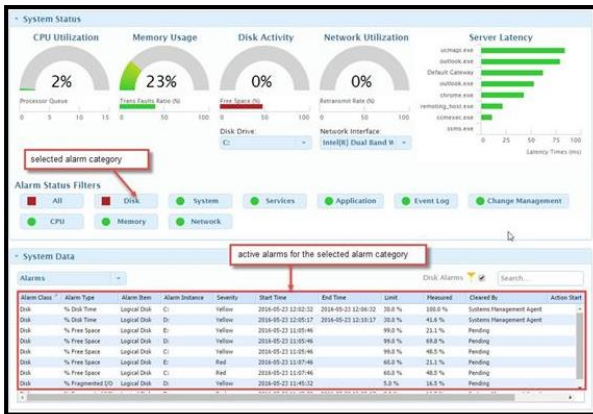 System Status
CPU Utilization
Memory Usage
Disk Activity
Network Utilization
Server Latency
2%
23%
0%
0%
Processor Queue
0 5 10 15
Trans Faults Ratio (%)
0 50 100
Free Space (%)
0 50 100
Retransmit Rate (%)
0 50 100
Disk Drive:
C:
Network Interface:
Intel(R) Dual Band W
ucmapi.exe
outlook.exe
Default Gateway
outlook.exe
chrome.exe
remoting_host.exe
ccmexec.exe
ssms.exe
0 25 50 75 100
Latency Times (ms)
selected alarm category
Alarm Status Filters
All
Disk
System
Services
Application
Event Log
Change Management
CPU
Memory
Network
active alarms for the selected alarm category
System Data
Alarms
Disk Alarms
Search...
Alarm Class Alarm Type Alarm Item Alarm Instance Severity Start Time End Time Limit Measured Cleared By Action Start
Disk % Disk Time Logical Disk C: Yellow 2016-05-23 12:02:32 2016-05-23 12:06:32 30.0 % 100.0 % Systems Management Agent
Disk % Disk Time Logical Disk D: Yellow 2016-05-23 12:05:17 2016-05-23 12:10:17 30.0 % 41.6 % Systems Management Agent
Disk % Free Space Logical Disk E: Yellow 2016-05-23 11:05:46 99.0 % 21.1 % Pending
Disk % Free Space Logical Disk D: Yellow 2016-05-23 11:05:46 99.0 % 69.8 % Pending
Disk % Free Space Logical Disk C: Yellow 2016-05-23 11:05:46 99.0 % 48.5 % Pending
Disk % Free Space Logical Disk E: Red 2016-05-23 11:07:46 60.0 % 21.1 % Pending
Disk % Free Space Logical Disk C: Red 2016-05-23 11:07:46 60.0 % 48.5 % Pending
Disk % Fragmented I/O Logical Disk D: Yellow 2016-05-23 11:45:32 5.0 % 16.5 % Pending